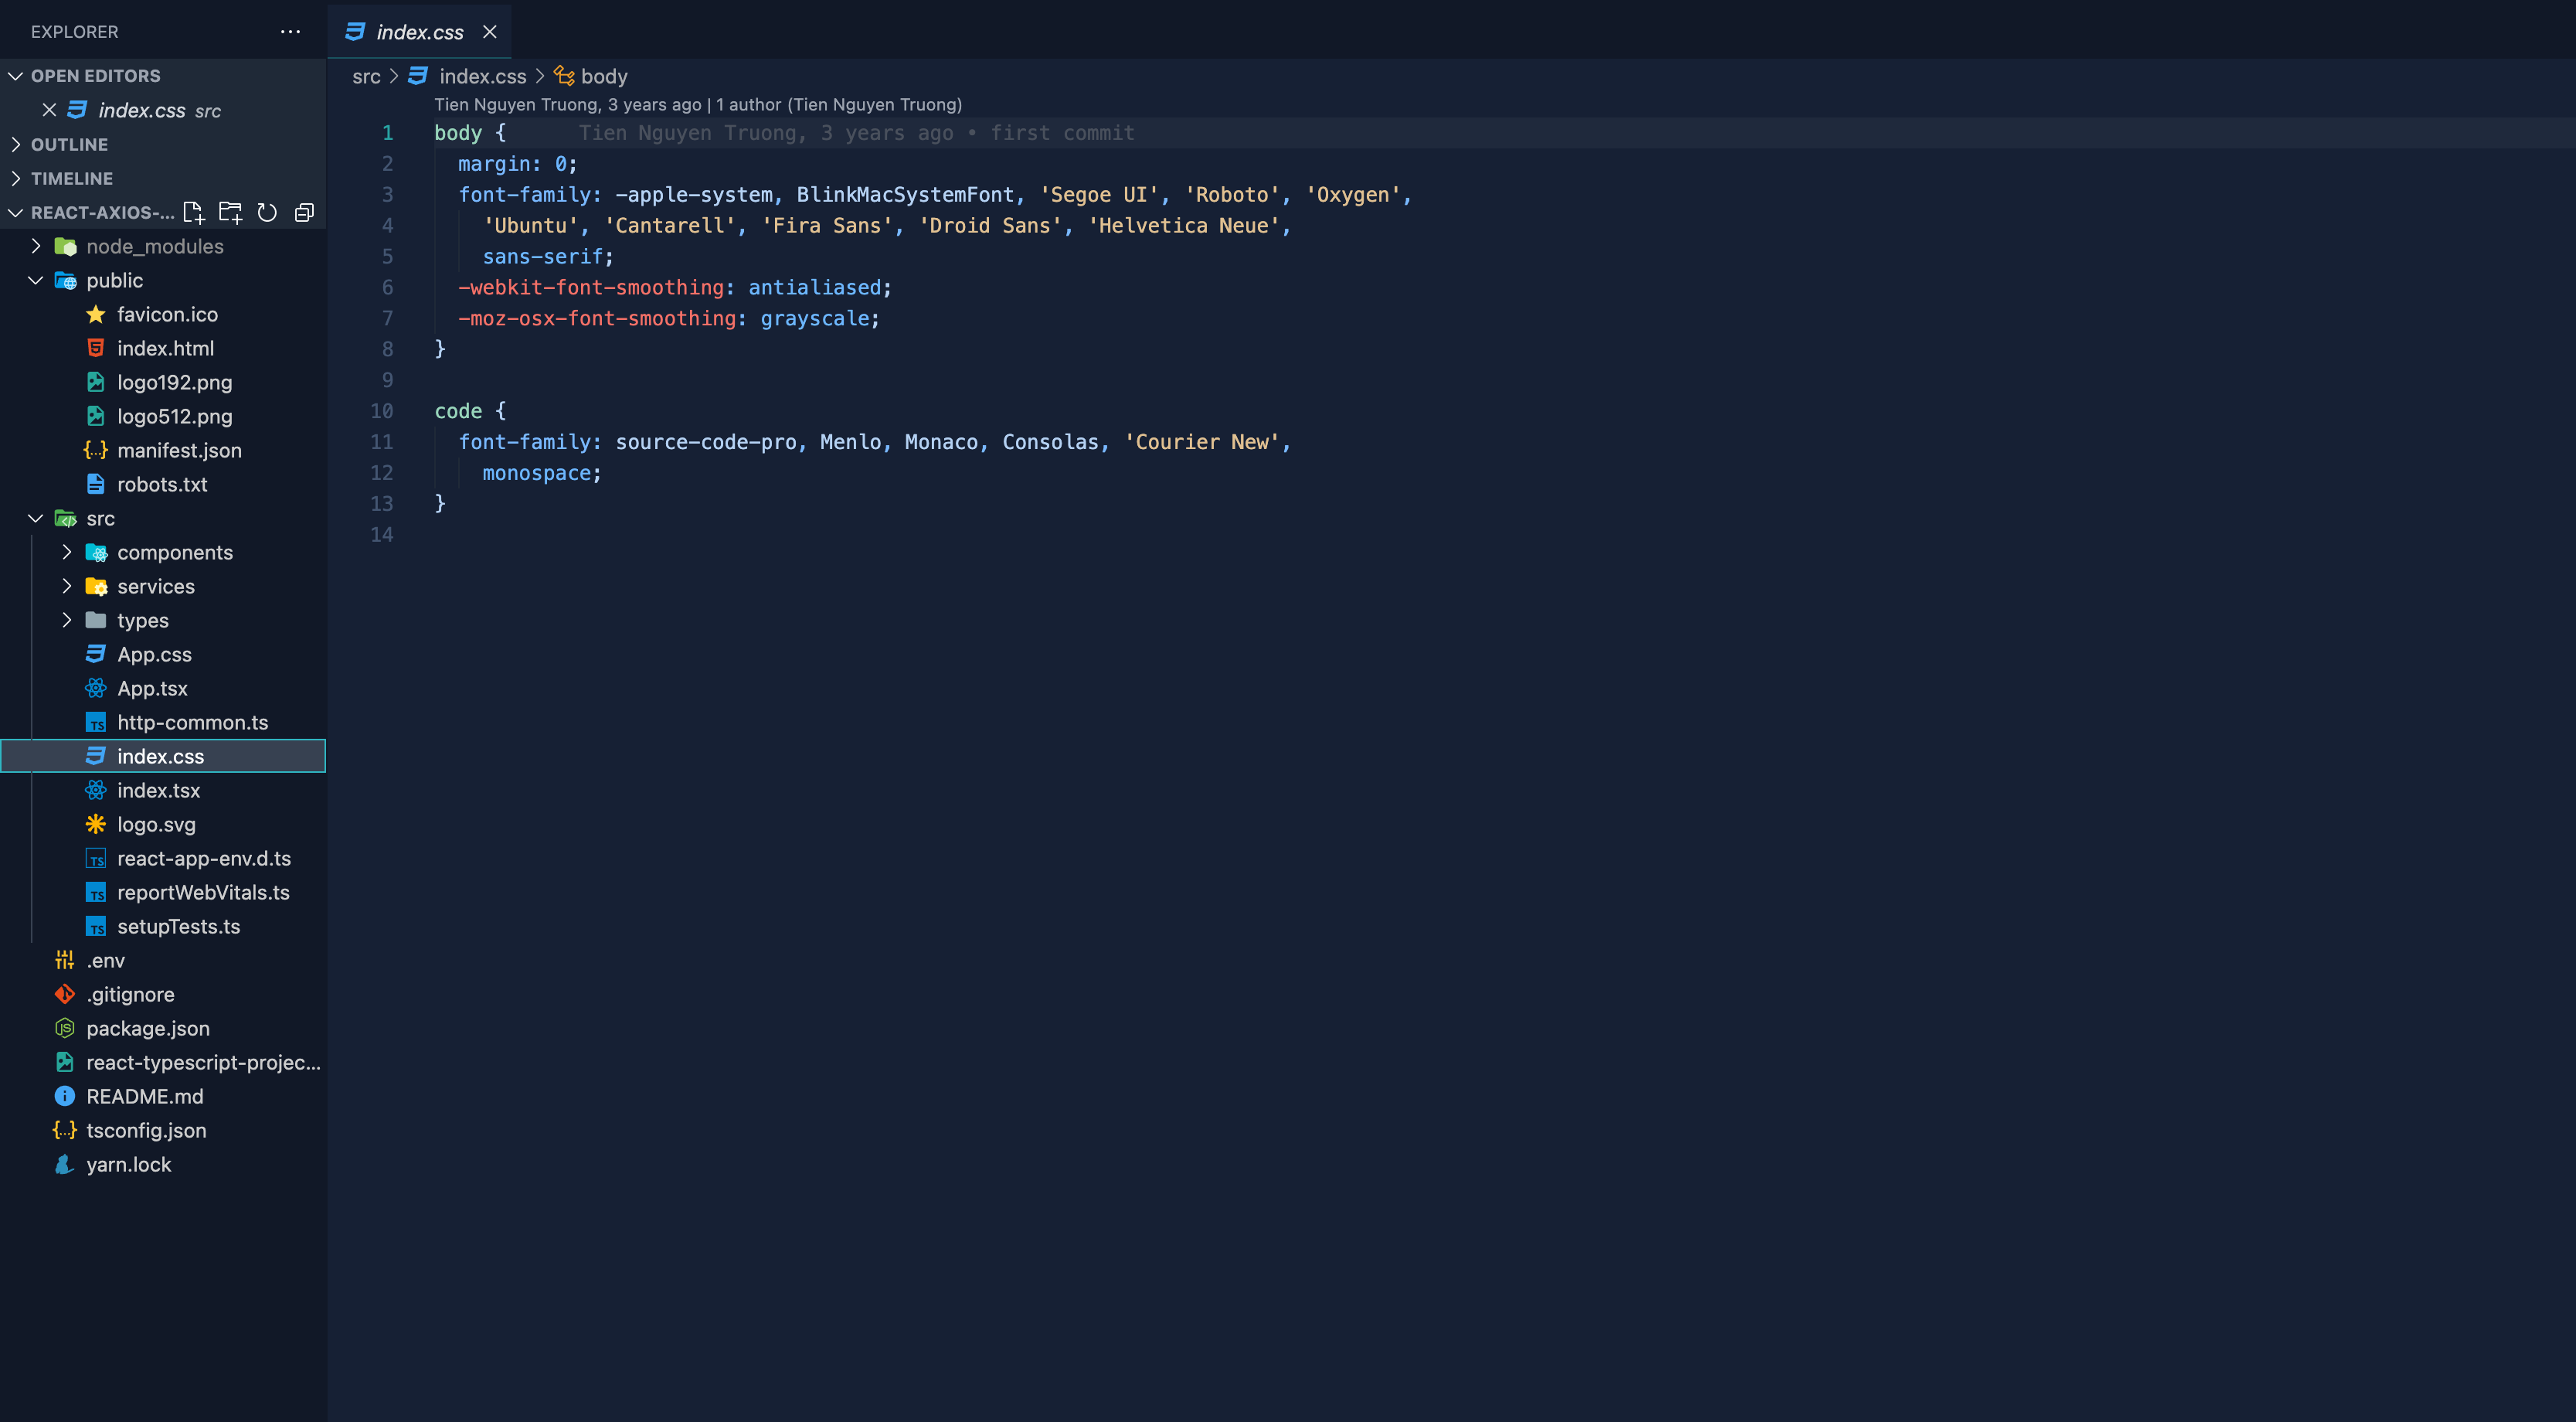 EXPLORER
OPEN EDITORS
index.css src
OUTLINE
TIMELINE
REACT-AXIOS-...
node_modules
public
favicon.ico
index.html
logo192.png
logo512.png
manifest.json
robots.txt
src
components
services
types
App.css
App.tsx
http-common.ts
index.css
index.tsx
logo.svg
react-app-env.d.ts
reportWebVitals.ts
setupTests.ts
.env
.gitignore
package.json
react-typescript-projec...
README.md
tsconfig.json
yarn.lock
index.css
src > index.css > body
Tien Nguyen Truong, 3 years ago | 1 author (Tien Nguyen Truong)
1 body { Tien Nguyen Truong, 3 years ago • first commit
2 margin: 0;
3 font-family: -apple-system, BlinkMacSystemFont, 'Segoe UI', 'Roboto', 'Oxygen',
4 'Ubuntu', 'Cantarell', 'Fira Sans', 'Droid Sans', 'Helvetica Neue',
5 sans-serif;
6 -webkit-font-smoothing: antialiased;
7 -moz-osx-font-smoothing: grayscale;
8 }
9
10 code {
11 font-family: source-code-pro, Menlo, Monaco, Consolas, 'Courier New',
12 monospace;
13 }
14